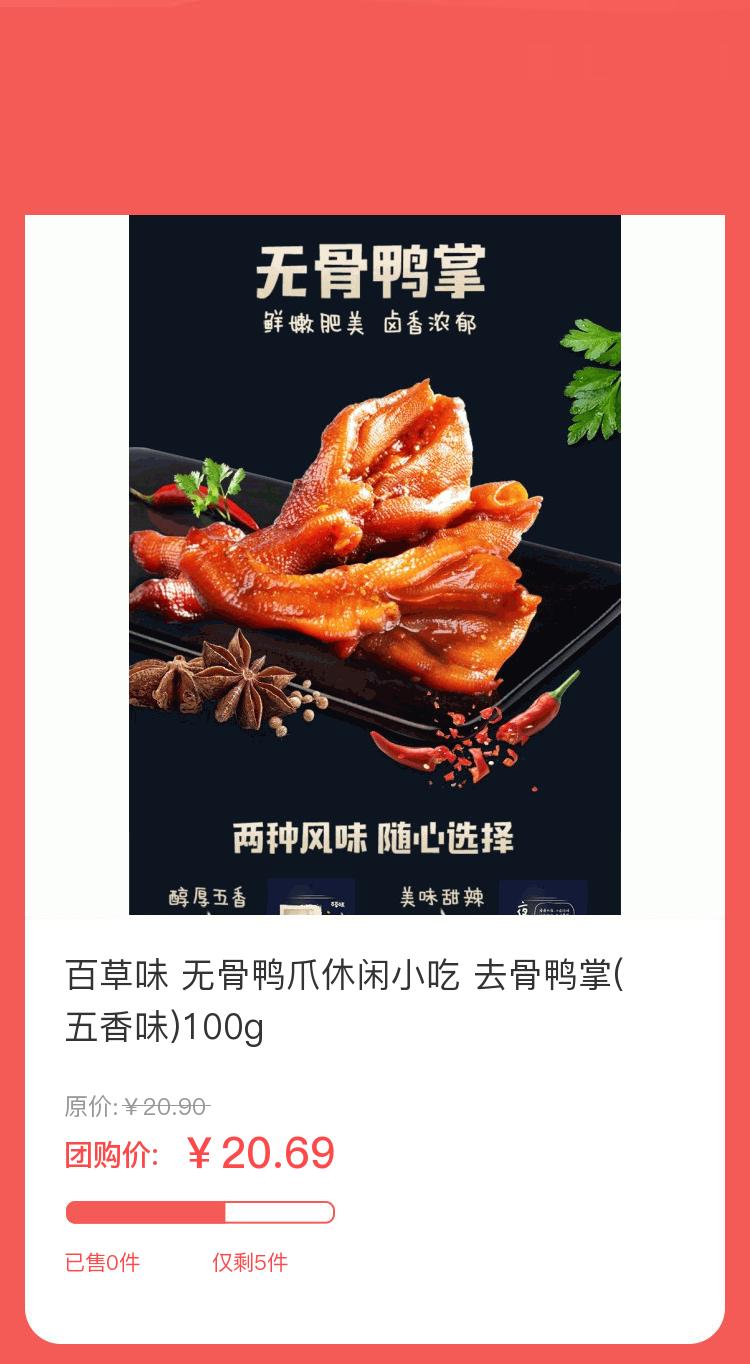 无骨鸭掌
鲜嫩肥美 卤香浓郁
两种风味 随心选择
醇厚五香 美味甜辣
百草味 无骨鸭爪休闲小吃 去骨鸭掌(
五香味)100g
原价:￥20.90
团购价: ￥20.69
已售0件 仅剩5件